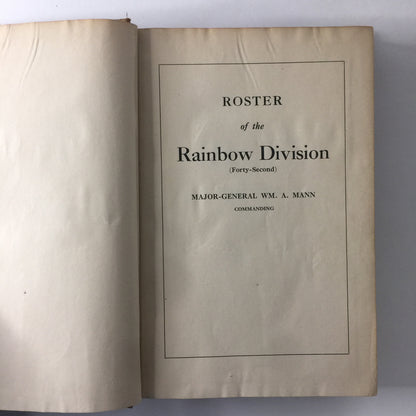 ROSTER
of the
Rainbow Division
(Forty-Second)
MAJOR-GENERAL WM. A. MANN
COMMANDING